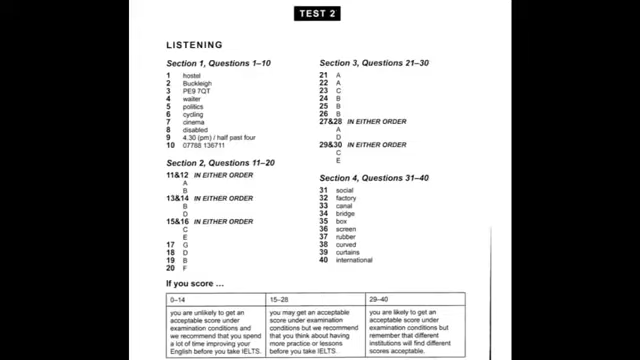 TEST 2
LISTENING
Section 1, Questions 1–10
1 hostel
2 Buckleigh
3 PE9 7QT
4 waiter
5 politics
6 cycling
7 cinema
8 disabled
9 4.30 (pm) / half past four
10 07788 136711
Section 2, Questions 11–20
11&12 IN EITHER ORDER
A
B
13&14 IN EITHER ORDER
B
D
15&16 IN EITHER ORDER
C
E
17 G
18 D
19 B
20 F
Section 3, Questions 21–30
21 A
22 A
23 C
24 B
25 B
26 B
27&28 IN EITHER ORDER
A
D
29&30 IN EITHER ORDER
C
E
Section 4, Questions 31–40
31 social
32 factory
33 canal
34 bridge
35 box
36 screen
37 rubber
38 curved
39 curtains
40 international
If you score ...
0–14
you are unlikely to get an
acceptable score under
examination conditions and
we recommend that you spend
a lot of time improving your
English before you take IELTS.
15–28
you may get an acceptable
score under examination
conditions but we recommend
that you think about having
more practice or lessons
before you take IELTS.
29–40
you are likely to get an
acceptable score under
examination conditions but
remember that different
institutions will find different
scores acceptable.